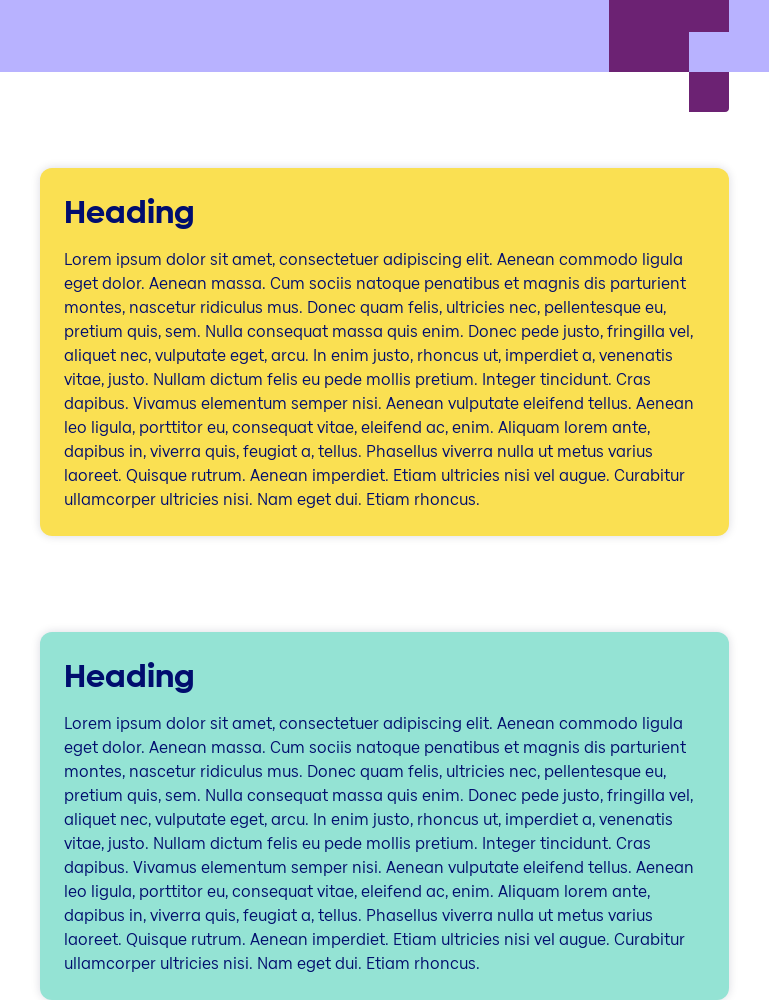 Heading
Lorem ipsum dolor sit amet, consectetuer adipiscing elit. Aenean commodo ligula
eget dolor. Aenean massa. Cum sociis natoque penatibus et magnis dis parturient
montes, nascetur ridiculus mus. Donec quam felis, ultricies nec, pellentesque eu,
pretium quis, sem. Nulla consequat massa quis enim. Donec pede justo, fringilla vel,
aliquet nec, vulputate eget, arcu. In enim justo, rhoncus ut, imperdiet a, venenatis
vitae, justo. Nullam dictum felis eu pede mollis pretium. Integer tincidunt. Cras
dapibus. Vivamus elementum semper nisi. Aenean vulputate eleifend tellus. Aenean
leo ligula, porttitor eu, consequat vitae, eleifend ac, enim. Aliquam lorem ante,
dapibus in, viverra quis, feugiat a, tellus. Phasellus viverra nulla ut metus varius
laoreet. Quisque rutrum. Aenean imperdiet. Etiam ultricies nisi vel augue. Curabitur
ullamcorper ultricies nisi. Nam eget dui. Etiam rhoncus.
Heading
Lorem ipsum dolor sit amet, consectetuer adipiscing elit. Aenean commodo ligula
eget dolor. Aenean massa. Cum sociis natoque penatibus et magnis dis parturient
montes, nascetur ridiculus mus. Donec quam felis, ultricies nec, pellentesque eu,
pretium quis, sem. Nulla consequat massa quis enim. Donec pede justo, fringilla vel,
aliquet nec, vulputate eget, arcu. In enim justo, rhoncus ut, imperdiet a, venenatis
vitae, justo. Nullam dictum felis eu pede mollis pretium. Integer tincidunt. Cras
dapibus. Vivamus elementum semper nisi. Aenean vulputate eleifend tellus. Aenean
leo ligula, porttitor eu, consequat vitae, eleifend ac, enim. Aliquam lorem ante,
dapibus in, viverra quis, feugiat a, tellus. Phasellus viverra nulla ut metus varius
laoreet. Quisque rutrum. Aenean imperdiet. Etiam ultricies nisi vel augue. Curabitur
ullamcorper ultricies nisi. Nam eget dui. Etiam rhoncus.